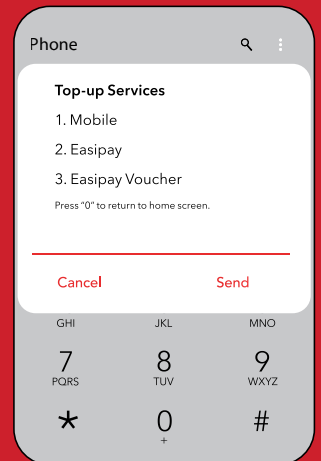 Phone
Top-up Services
1. Mobile
2. Easipay
3. Easipay Voucher
Press "0" to return to home screen.
Cancel Send
GHI JKL MNO
7 8 9
PQRS TUV WXYZ
* 0 #
+